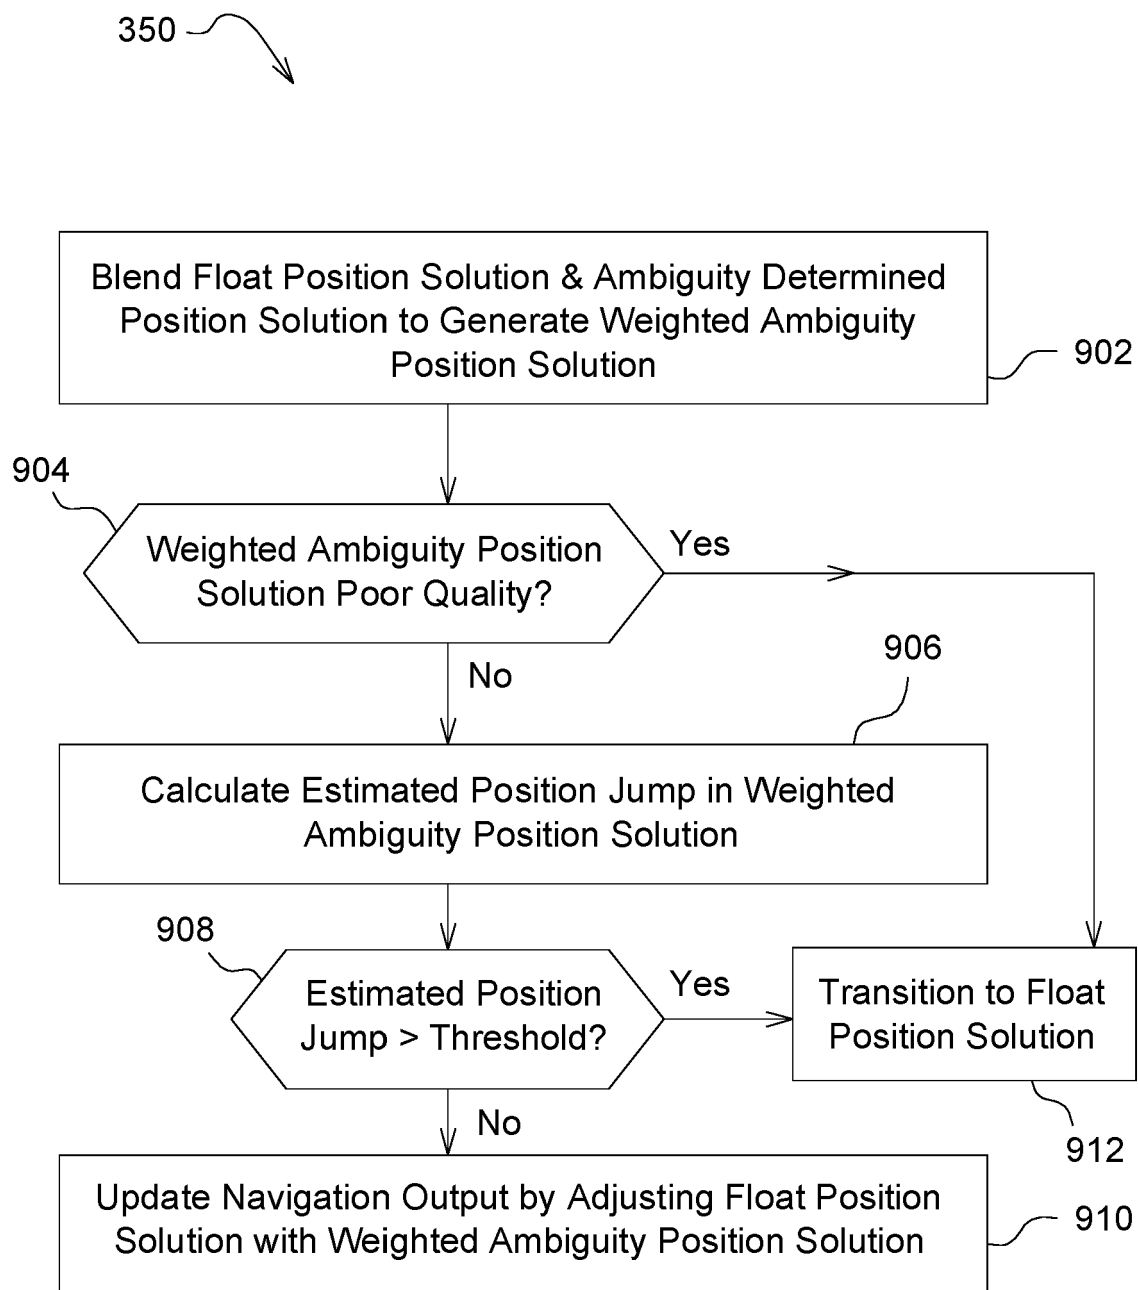 350
Blend Float Position Solution & Ambiguity Determined
Position Solution to Generate Weighted Ambiguity
Position Solution
902
904
Weighted Ambiguity Position
Solution Poor Quality?
Yes
No
906
Calculate Estimated Position Jump in Weighted
Ambiguity Position Solution
908
Estimated Position
Jump > Threshold?
Yes
Transition to Float
Position Solution
912
No
Update Navigation Output by Adjusting Float Position
Solution with Weighted Ambiguity Position Solution
910